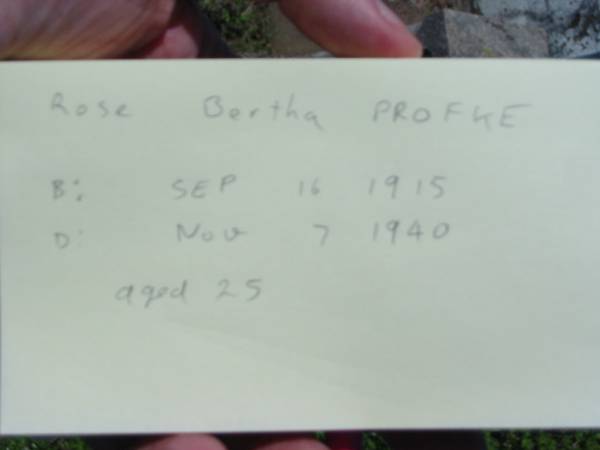 Rose Bertha PROFKE
B: SEP 16 1915
D: Nov 7 1940
aged 25